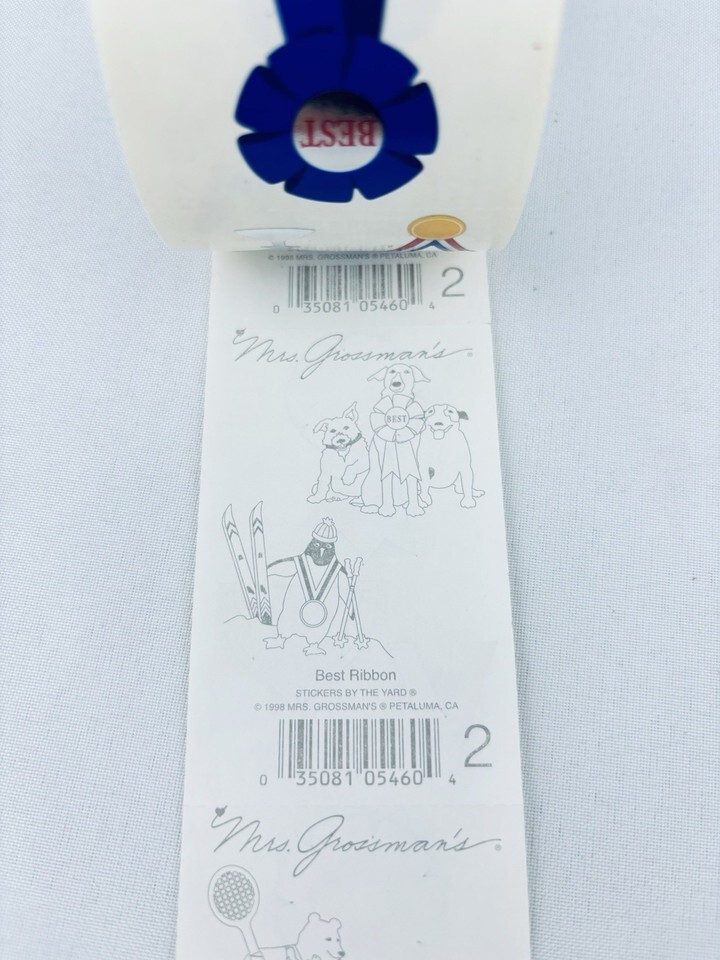 BEST
© 1998 MRS. GROSSMAN'S ® PETALUMA, CA
0 35081 05460 4
2
Mrs. Grossman's ®
BEST
Best Ribbon
STICKERS BY THE YARD ®
© 1998 MRS. GROSSMAN'S ® PETALUMA, CA
2
0 35081 05460 4
Mrs. Grossman's ®